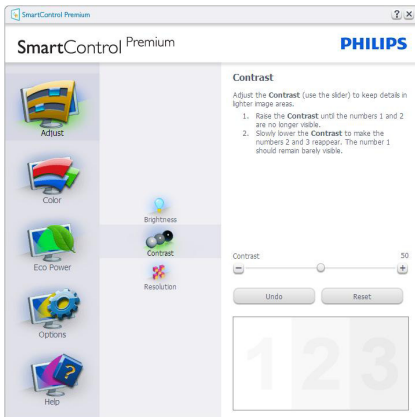 SmartControl Premium
SmartControl Premium
PHILIPS
Adjust
Color
Eco Power
Options
Help
Brightness
Contrast
Resolution
Contrast
Adjust the Contrast (use the slider) to keep details in
lighter image areas.
1. Raise the Contrast until the numbers 1 and 2
are no longer visible.
2. Slowly lower the Contrast to make the
numbers 2 and 3 reappear. The number 1
should remain barely visible.
Contrast 50
Undo Reset
1 2 3